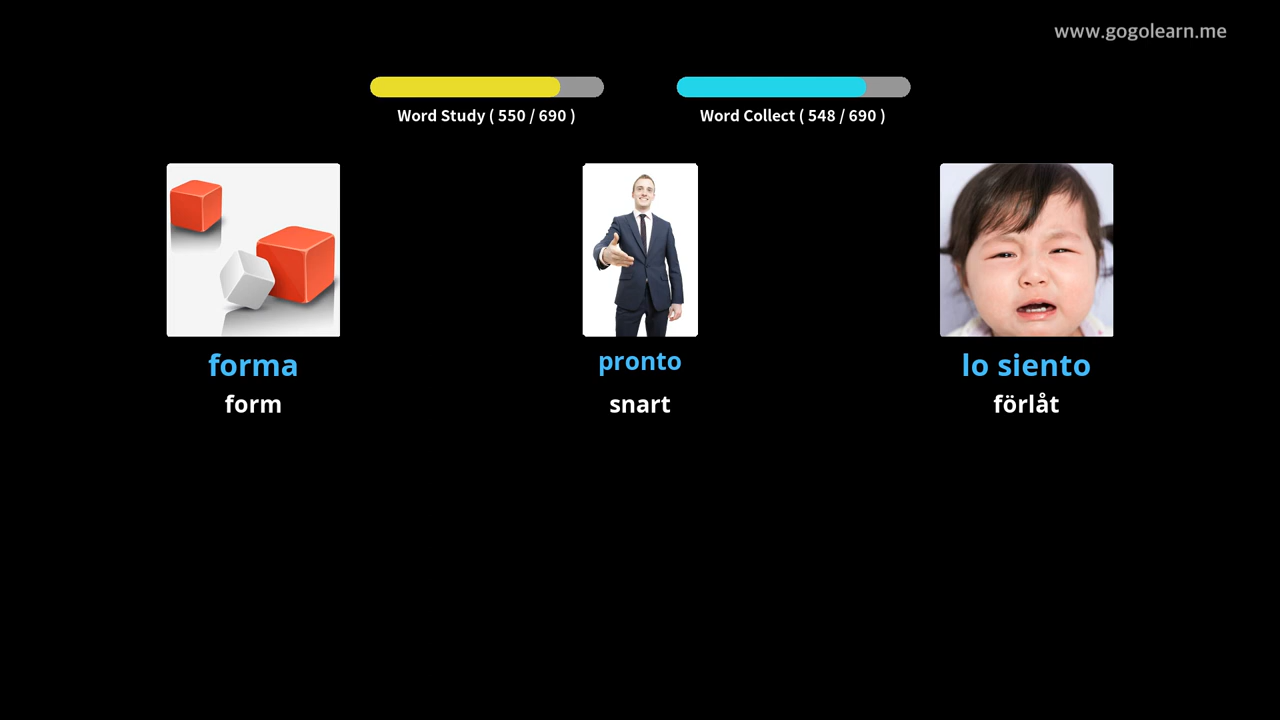 www.gogolearn.me
Word Study ( 550 / 690 )
Word Collect ( 548 / 690 )
forma
form
pronto
snart
lo siento
förlåt